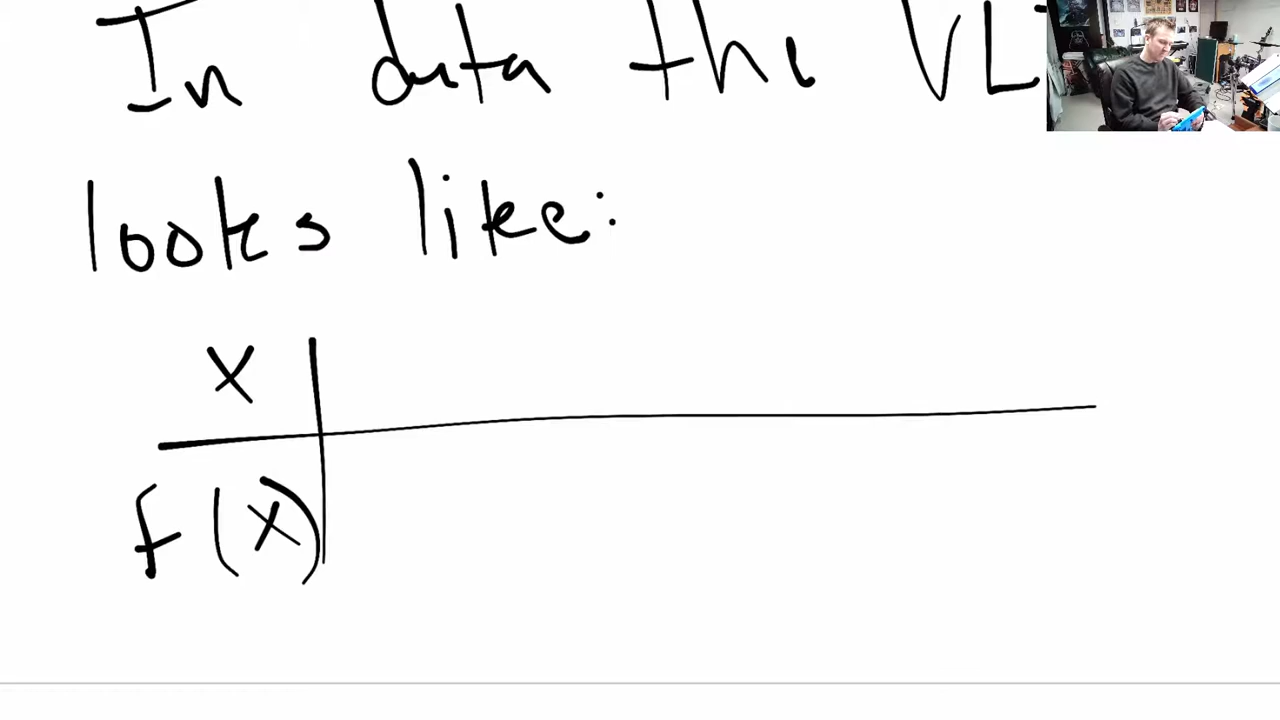 In data the VL
looks like:
x
f(x)